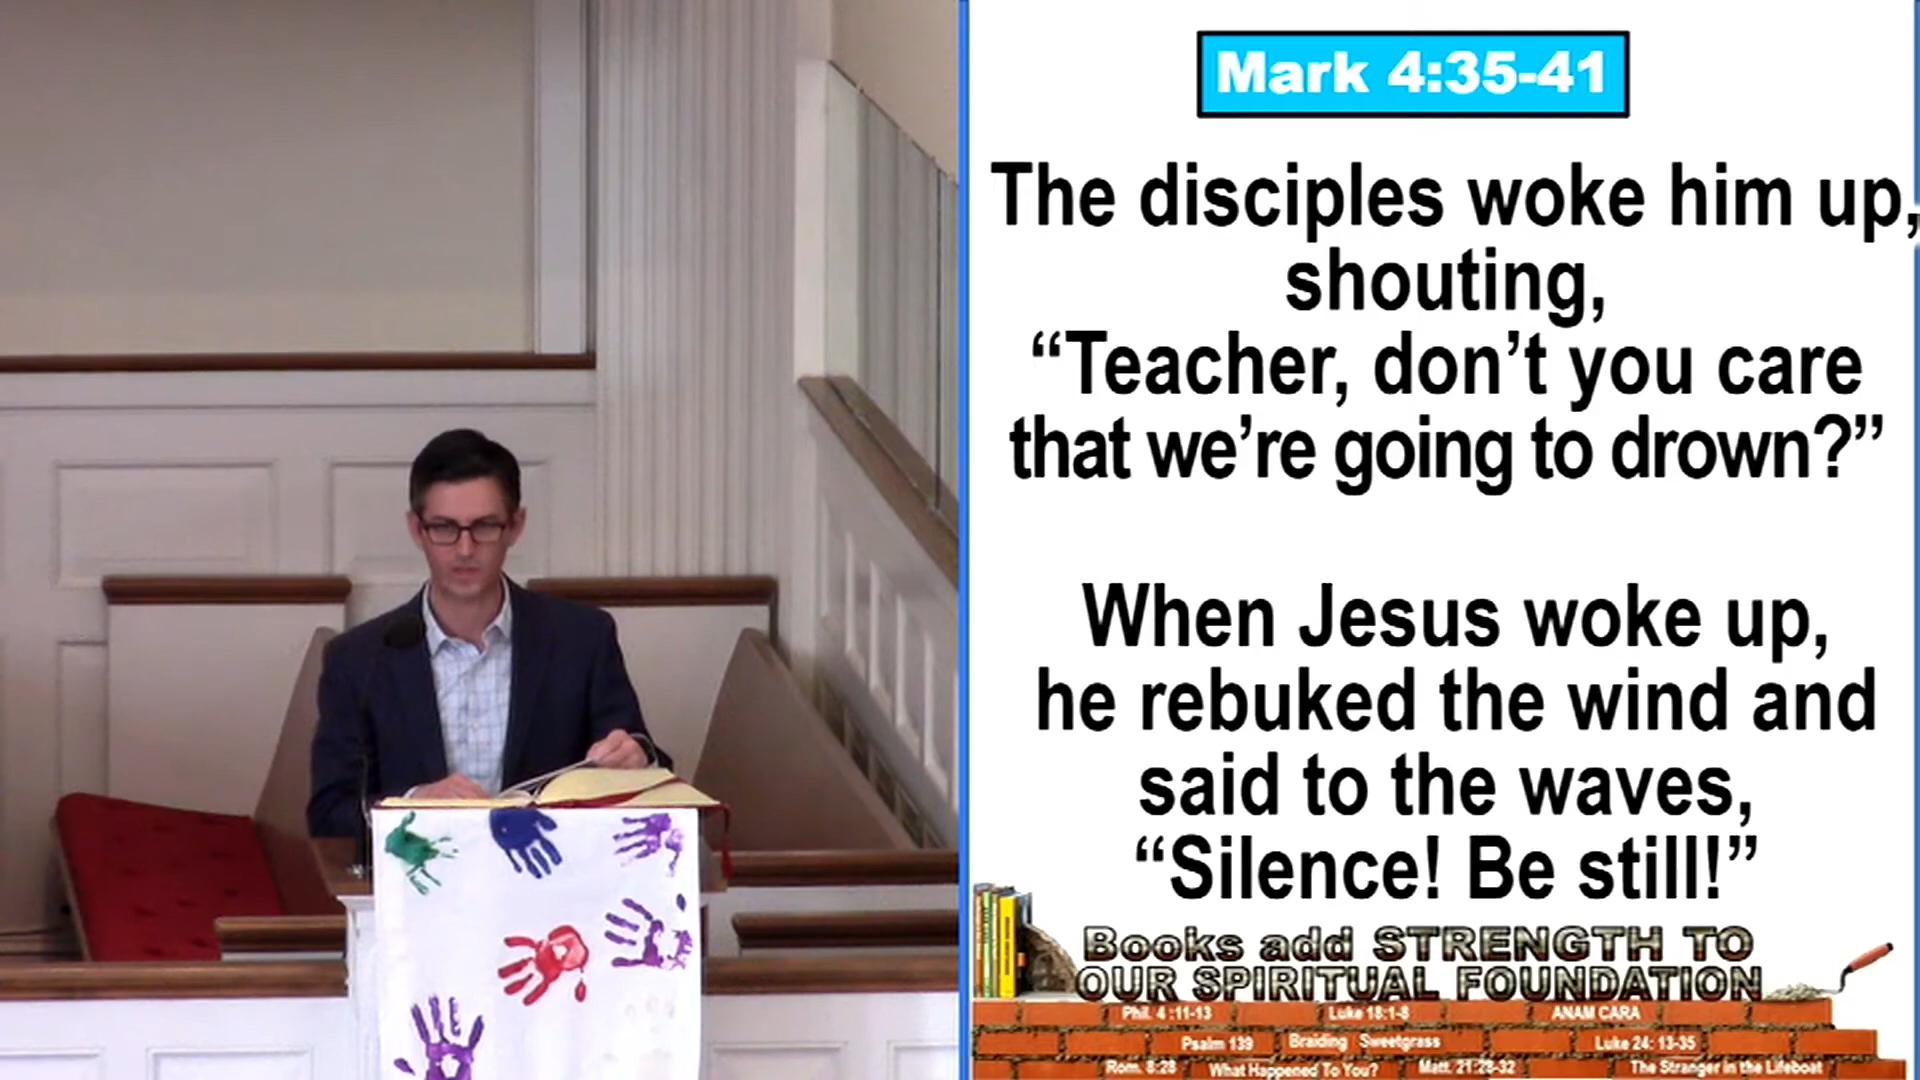 Mark 4:35-41
The disciples woke him up,
shouting,
“Teacher, don’t you care
that we’re going to drown?”
When Jesus woke up,
he rebuked the wind and
said to the waves,
“Silence! Be still!”
Books add STRENGTH TO
OUR SPIRITUAL FOUNDATION
Phil. 4 :11-13 Luke 18:1-8 ANAM CARA
Psalm 139 Braiding Sweetgrass Luke 24: 13-35
Rom. 8:28 What Happened To You? Matt. 21:28-32 The Stranger in the Lifeboat